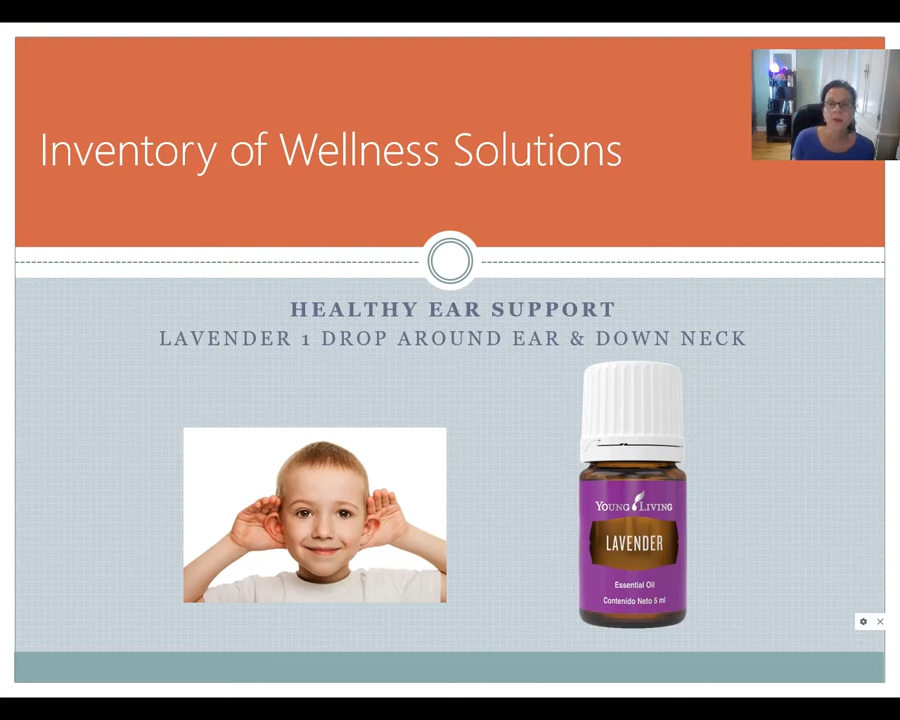 Inventory of Wellness Solutions
HEALTHY EAR SUPPORT
LAVENDER 1 DROP AROUND EAR & DOWN NECK
YOUNG LIVING
LAVENDER
Essential Oil
Contenido Neto 5 ml